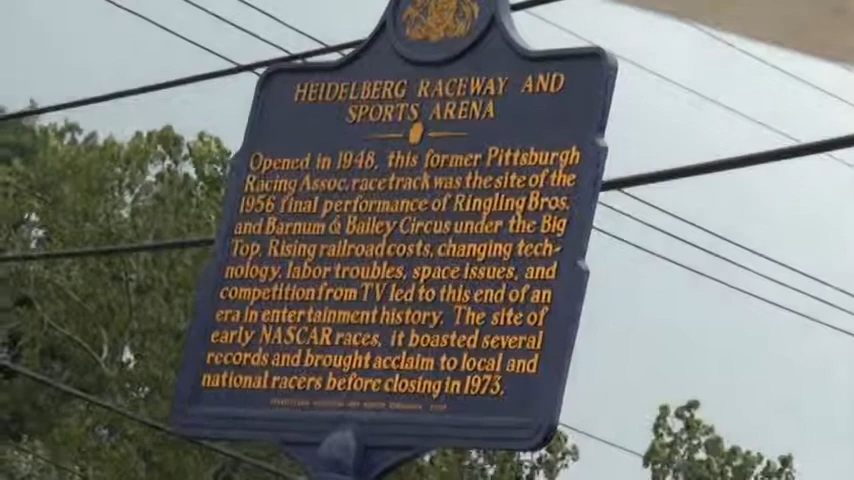 HEIDELBERG RACEWAY AND
SPORTS ARENA
Opened in 1948, this former Pittsburgh
Racing Assoc. racetrack was the site of the
1956 final performance of Ringling Bros.
and Barnum & Bailey Circus under the Big
Top. Rising railroad costs, changing tech-
nology, labor troubles, space issues, and
competition from TV led to this end of an
era in entertainment history. The site of
early NASCAR races, it boasted several
records and brought acclaim to local and
national racers before closing in 1973.